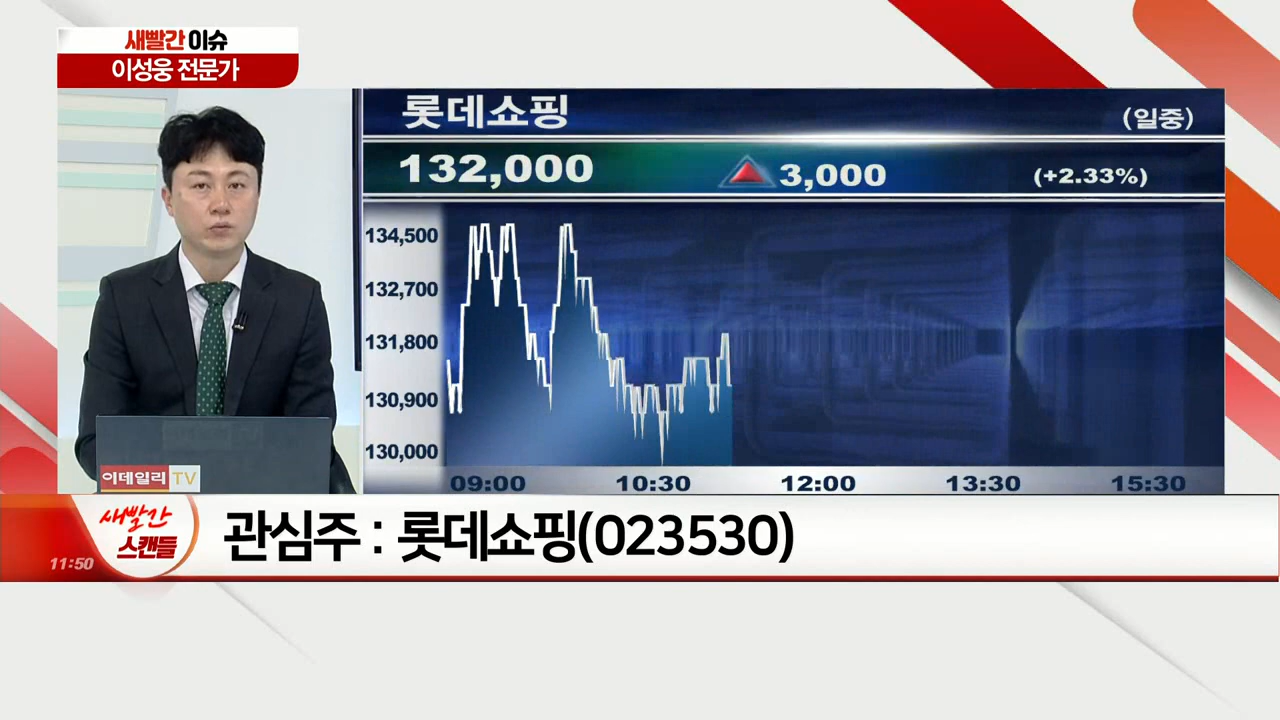 새빨간 이슈
이성웅 전문가
롯데쇼핑
(일중)
132,000 ▲ 3,000 (+2.33%)
134,500
132,700
131,800
130,900
130,000
09:00 10:30 12:00 13:30 15:30
이데일리TV
새빨간
스캔들
11:50
관심주 : 롯데쇼핑(023530)